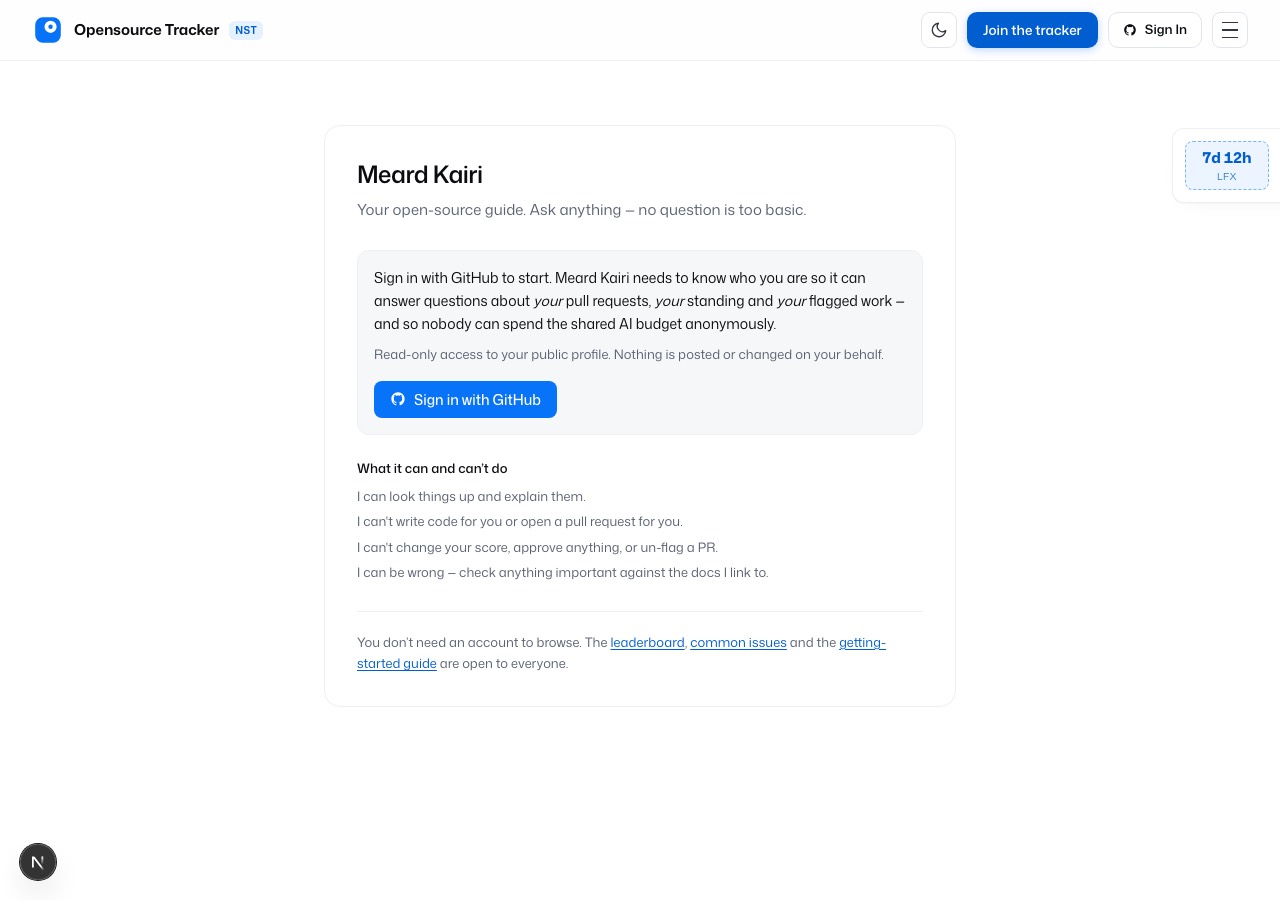 Opensource Tracker NST
Join the tracker
Sign In
7d 12h
LFX
Meard Kairi
Your open-source guide. Ask anything — no question is too basic.
Sign in with GitHub to start. Meard Kairi needs to know who you are so it can
answer questions about your pull requests, your standing and your flagged work —
and so nobody can spend the shared AI budget anonymously.
Read-only access to your public profile. Nothing is posted or changed on your behalf.
Sign in with GitHub
What it can and can't do
I can look things up and explain them.
I can't write code for you or open a pull request for you.
I can't change your score, approve anything, or un-flag a PR.
I can be wrong — check anything important against the docs I link to.
You don't need an account to browse. The leaderboard, common issues and the getting-
started guide are open to everyone.
N